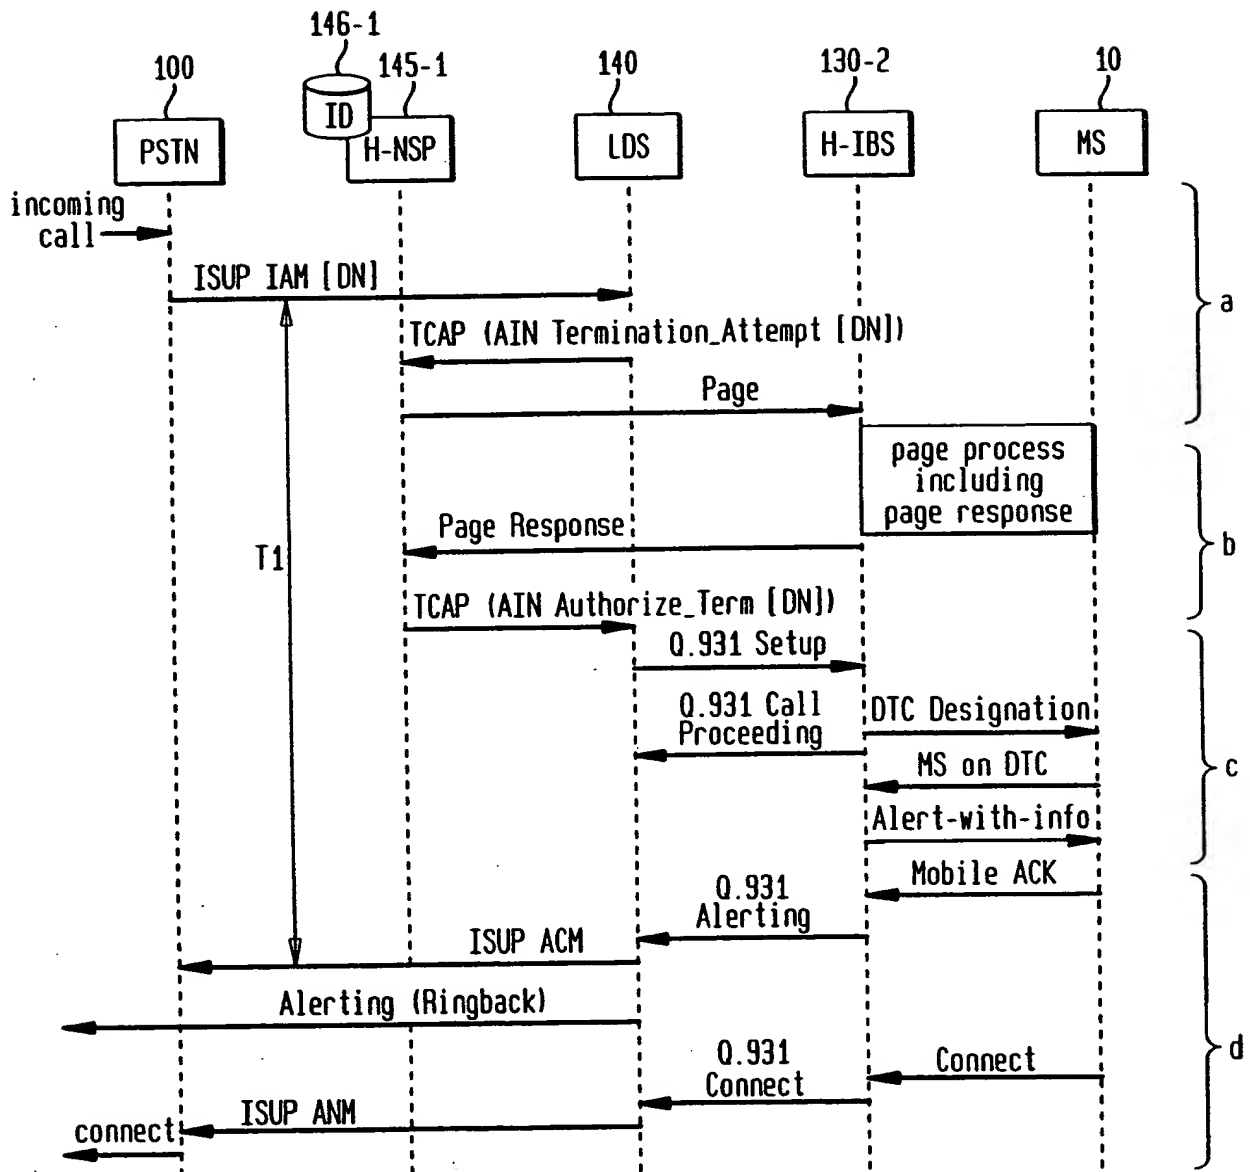 146-1
100
145-1
140
130-2
10
ID
PSTN
H-NSP
LDS
H-IBS
MS
incoming
call
ISUP IAM [DN]
a
TCAP (AIN Termination_Attempt [DN])
Page
page process
including
page response
Page Response
b
T1
TCAP (AIN Authorize_Term [DN])
Q.931 Setup
Q.931 Call
Proceeding
DTC Designation
MS on DTC
c
Alert-with-info
Mobile ACK
Q.931
Alerting
ISUP ACM
Alerting (Ringback)
d
Q.931
Connect
Connect
ISUP ANM
connect